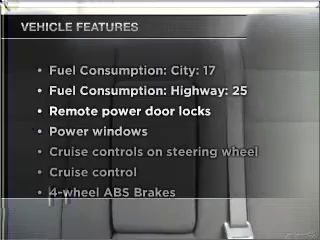 VEHICLE FEATURES
• Fuel Consumption: City: 17
• Fuel Consumption: Highway: 25
• Remote power door locks
• Power windows
• Cruise controls on steering wheel
• Cruise control
• 4-wheel ABS Brakes